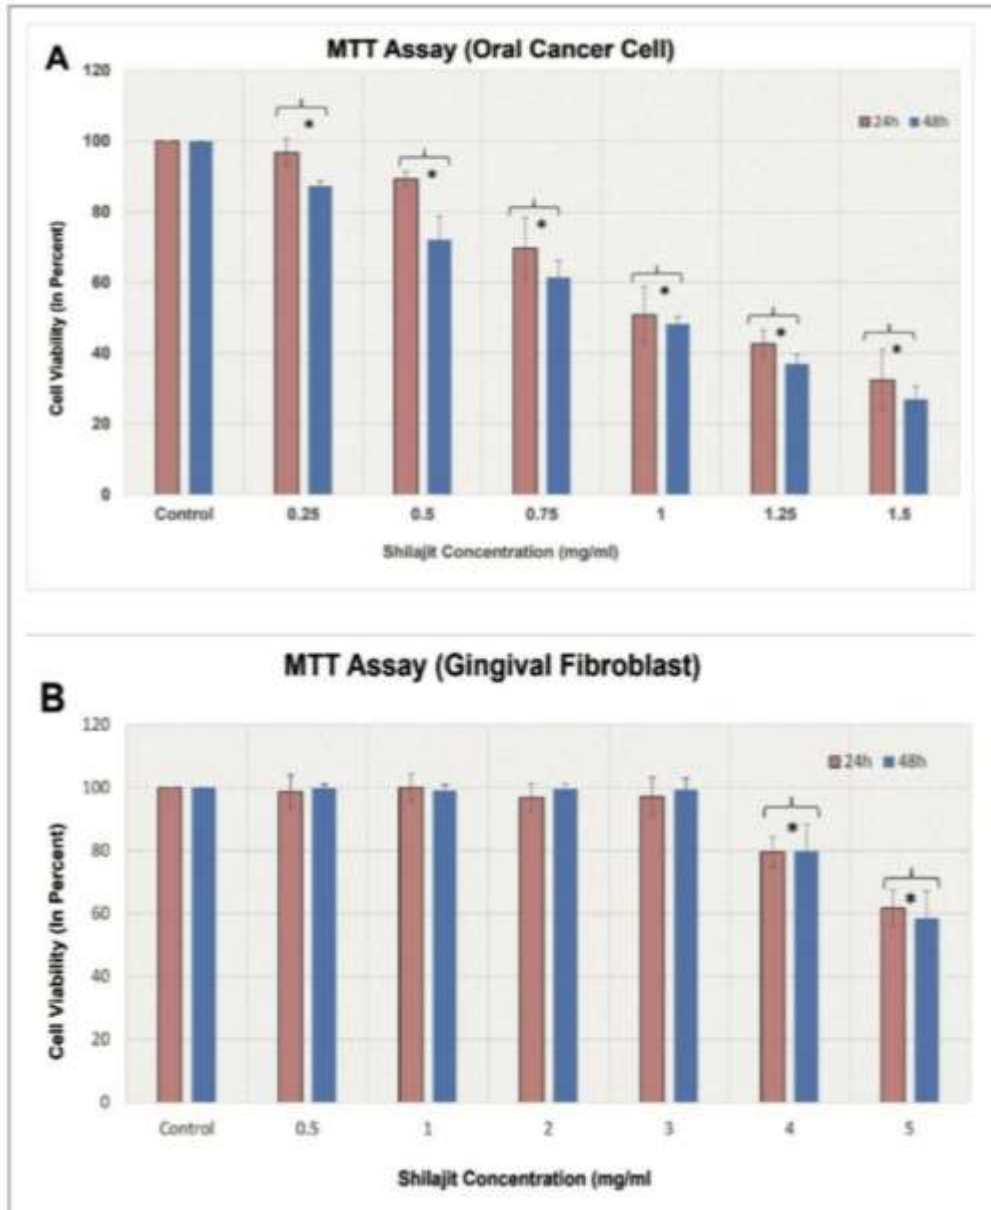 A
MTT Assay (Oral Cancer Cell)
120
100
80
60
40
20
0
Cell Viability (In Percent)
24h 48h
*
*
*
*
*
*
Control 0.25 0.5 0.75 1 1.25 1.5
Shilajit Concentration (mg/ml)
MTT Assay (Gingival Fibroblast)
B
120
100
80
60
40
20
0
Cell Viability (In Percent)
24h 48h
*
*
Control 0.5 1 2 3 4 5
Shilajit Concentration (mg/ml